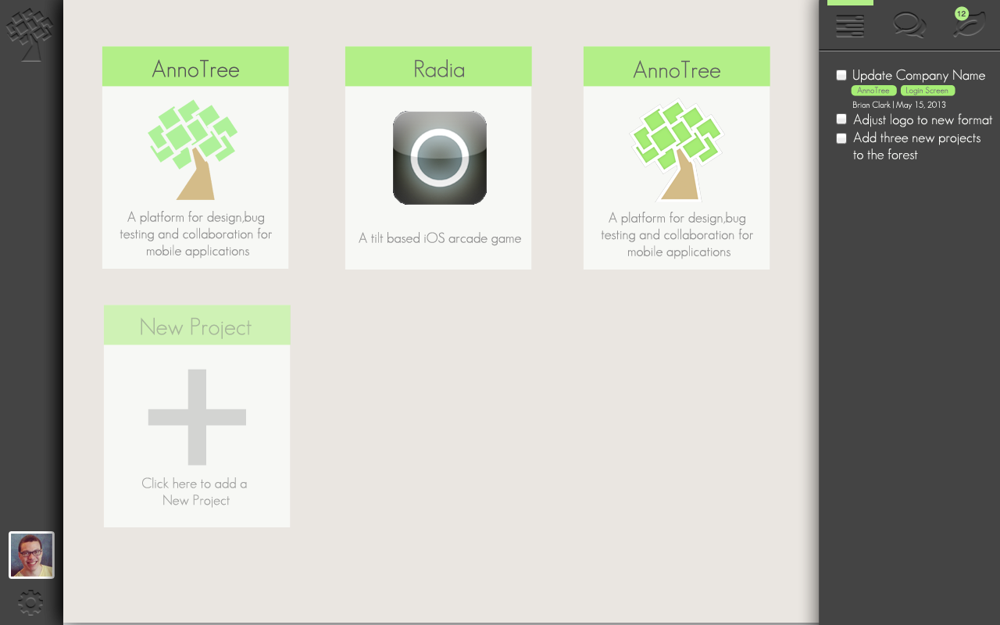 AnnoTree
A platform for design,bug
testing and collaboration for
mobile applications
Radia
A tilt based iOS arcade game
AnnoTree
A platform for design,bug
testing and collaboration for
mobile applications
New Project
Click here to add a
New Project
12
Update Company Name
AnnoTree Login Screen
Brian Clark | May 15, 2013
Adjust logo to new format
Add three new projects
to the forest